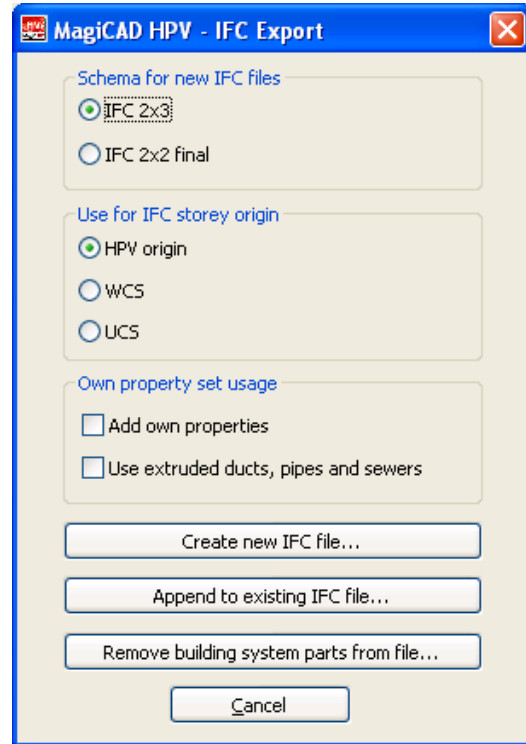 MagiCAD HPV - IFC Export
Schema for new IFC files
IFC 2x3
IFC 2x2 final
Use for IFC storey origin
HPV origin
WCS
UCS
Own property set usage
Add own properties
Use extruded ducts, pipes and sewers
Create new IFC file...
Append to existing IFC file...
Remove building system parts from file...
Cancel